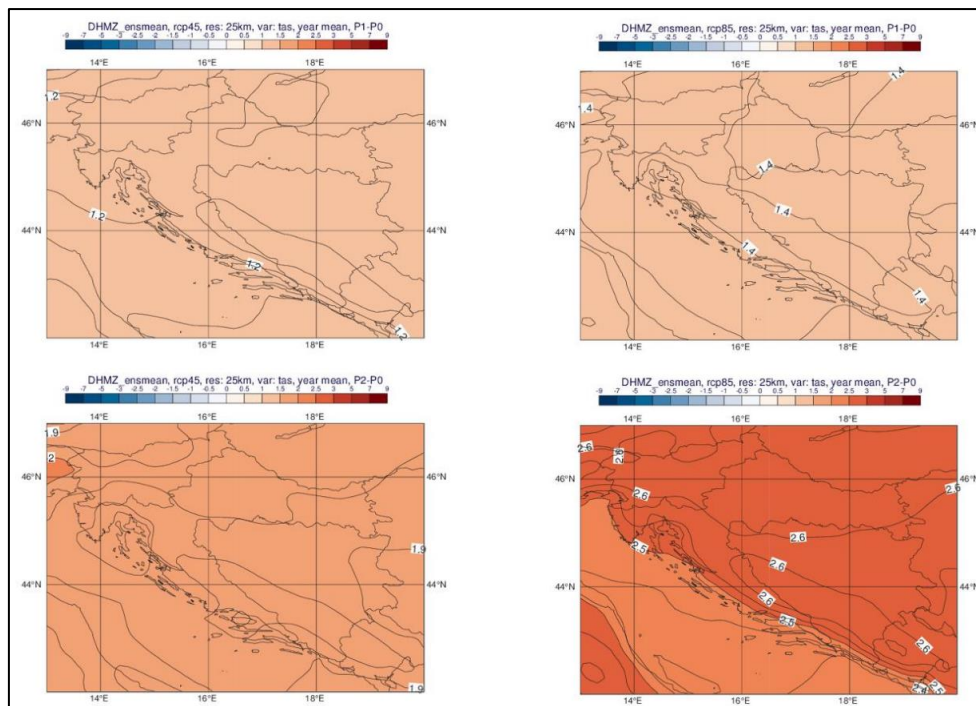 DHMZ_ensmean, rcp45, res: 25km, var: tas, year mean, P1-P0
-9 -7 -5 -3 -2.5 -2 -1.5 -1 -0.5 0 0.5 1 1.5 2 2.5 3 5 7 9
14°E 16°E 18°E
1.2
46°N
1.2
44°N
1.2
1.2
14°E 16°E 18°E
DHMZ_ensmean, rcp85, res: 25km, var: tas, year mean, P1-P0
-9 -7 -5 -3 -2.5 -2 -1.5 -1 -0.5 0 0.5 1 1.5 2 2.5 3 5 7 9
14°E 16°E 18°E
1.4
1.4
46°N 46°N
1.4
1.4
44°N 44°N
1.4
1.4
14°E 16°E 18°E
DHMZ_ensmean, rcp45, res: 25km, var: tas, year mean, P2-P0
-9 -7 -5 -3 -2.5 -2 -1.5 -1 -0.5 0 0.5 1 1.5 2 2.5 3 5 7 9
14°E 16°E 18°E
1.9
2
46°N
1.9
44°N
1.9
14°E 16°E 18°E
DHMZ_ensmean, rcp85, res: 25km, var: tas, year mean, P2-P0
-9 -7 -5 -3 -2.5 -2 -1.5 -1 -0.5 0 0.5 1 1.5 2 2.5 3 5 7 9
14°E 16°E 18°E
2.6
2.6
2.6
46°N 46°N
2.6
2.6
2.5
2.6
44°N 44°N
2.6
2.5
2.6
2.5
14°E 16°E 18°E